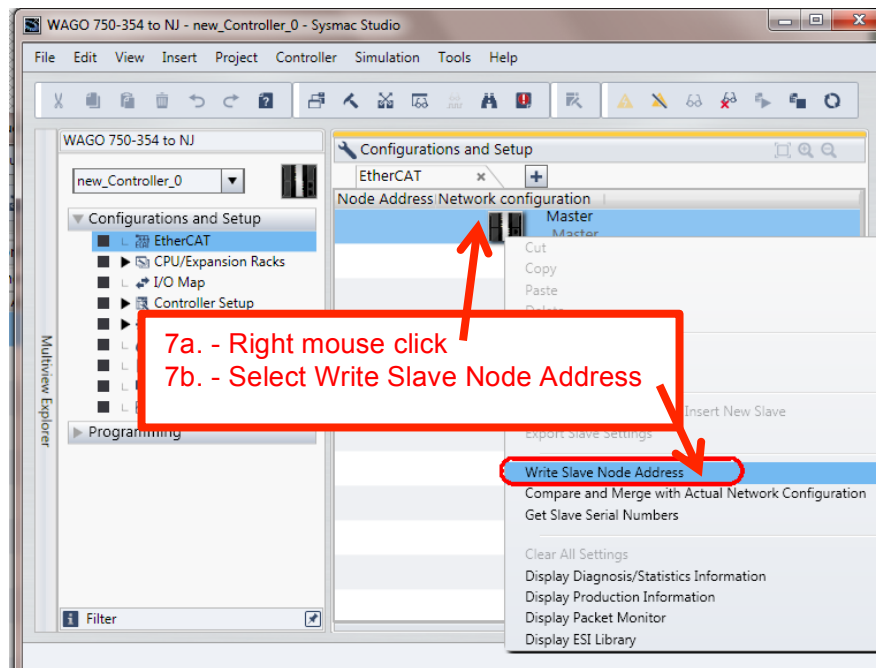 WAGO 750-354 to NJ - new_Controller_0 - Sysmac Studio
File Edit View Insert Project Controller Simulation Tools Help
WAGO 750-354 to NJ
new_Controller_0
Configurations and Setup
EtherCAT
CPU/Expansion Racks
I/O Map
Controller Setup
Programming
Filter
Multiview Explorer
Configurations and Setup
EtherCAT
Node Address Network configuration
Master
Master
7a. - Right mouse click
7b. - Select Write Slave Node Address
Cut
Copy
Paste
Delete
Insert New Slave
Export Slave Settings
Write Slave Node Address
Compare and Merge with Actual Network Configuration
Get Slave Serial Numbers
Clear All Settings
Display Diagnosis/Statistics Information
Display Production Information
Display Packet Monitor
Display ESI Library